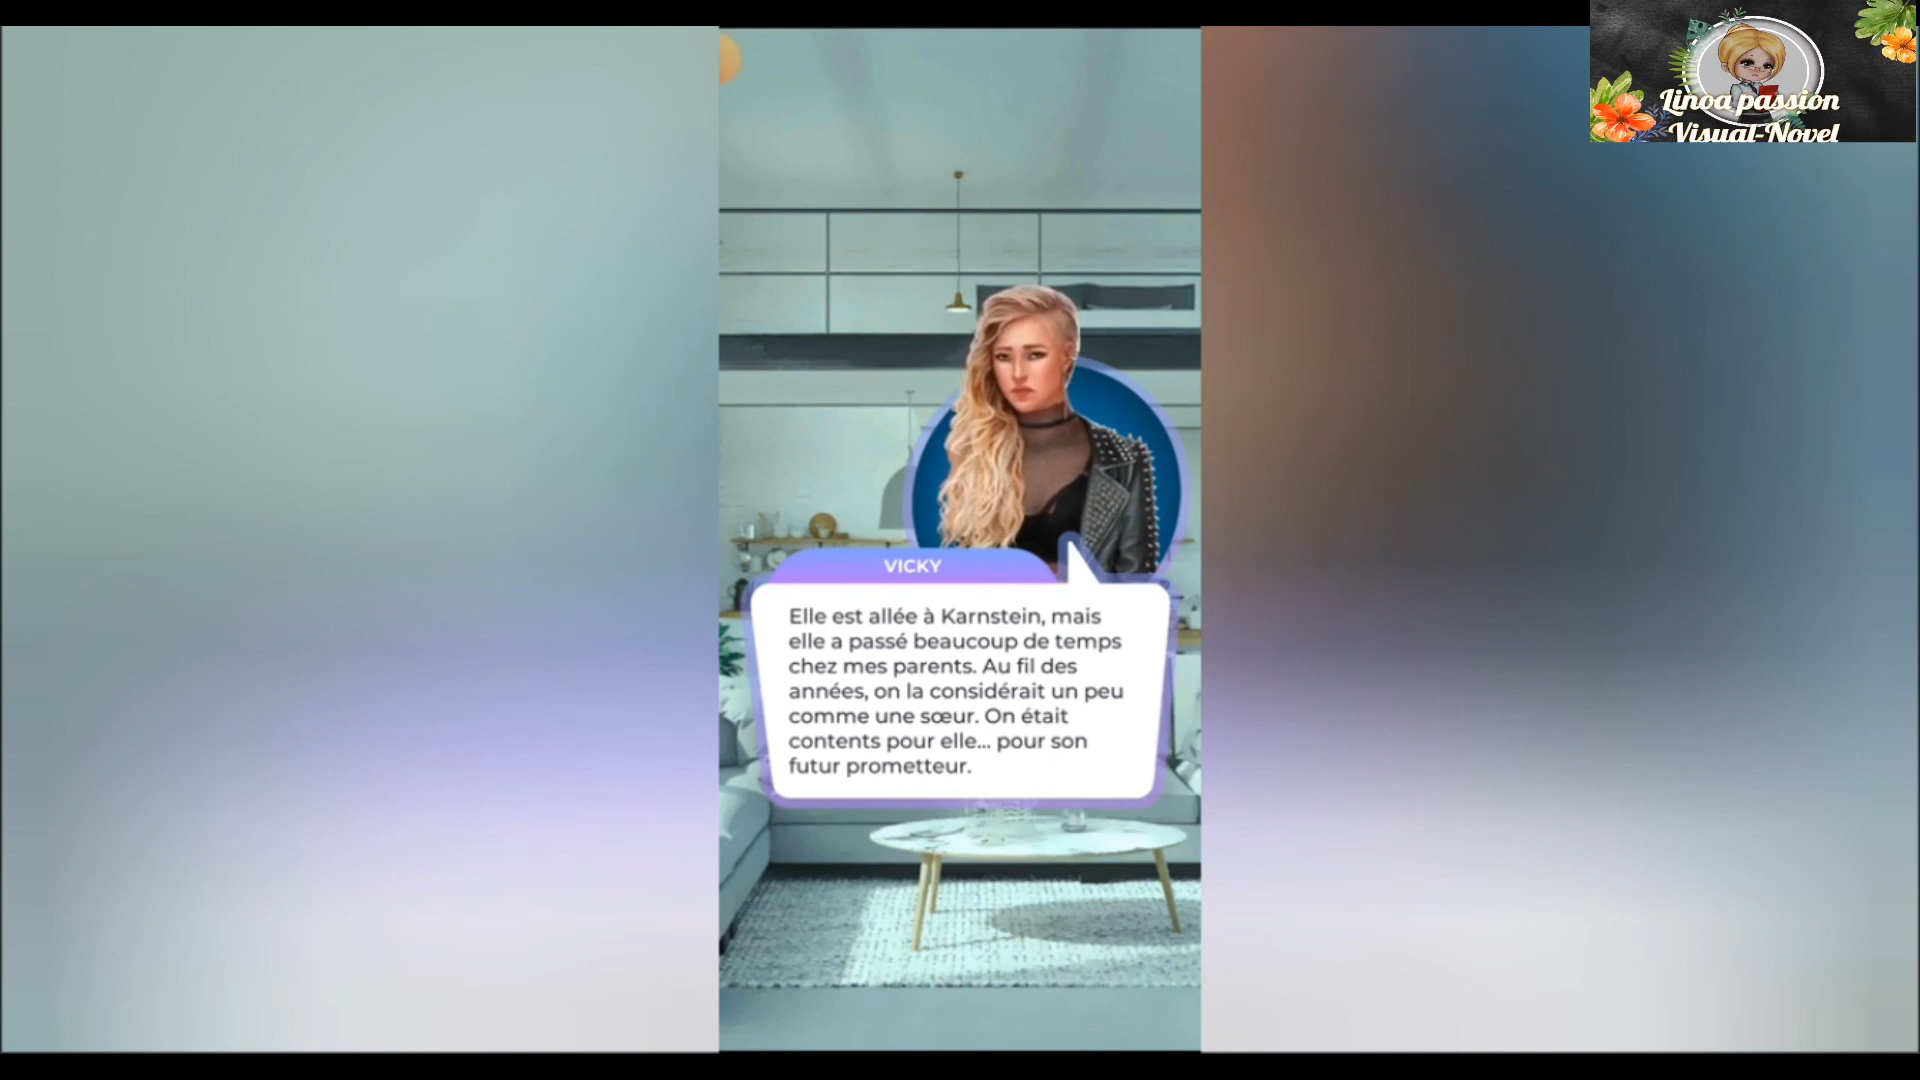 Linoa passion
Visual-Novel
VICKY
Elle est allée à Karnstein, mais
elle a passé beaucoup de temps
chez mes parents. Au fil des
années, on la considérait un peu
comme une sœur. On était
contents pour elle... pour son
futur prometteur.